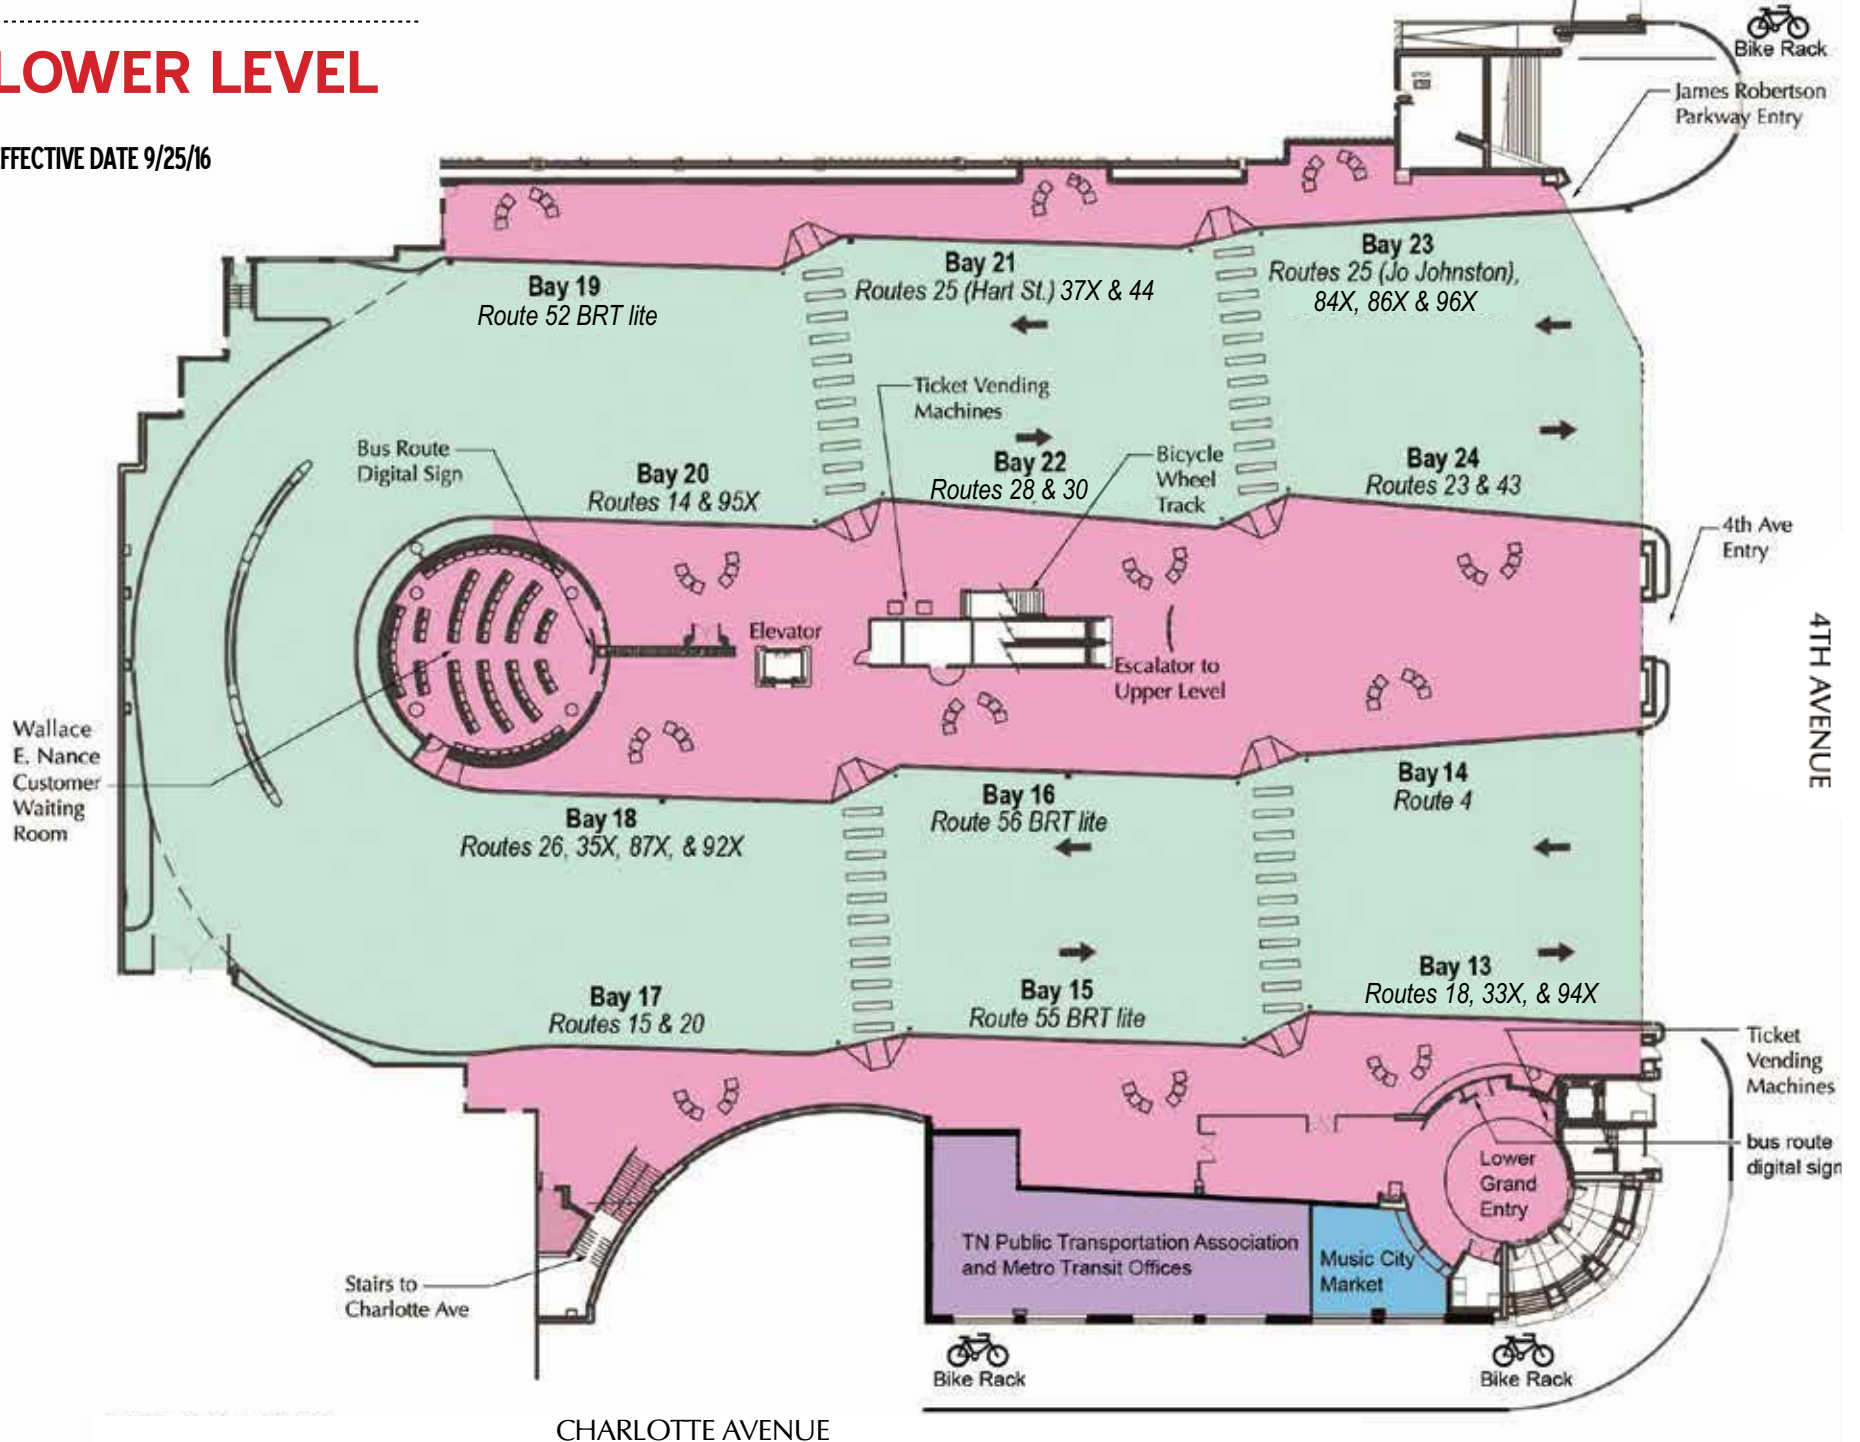 LOWER LEVEL
FFECTIVE DATE 9/25/16
Bike Rack
James Robertson
Parkway Entry
Bay 19
Route 52 BRT lite
Bay 21
Routes 25 (Hart St.) 37X & 44
Bay 23
Routes 25 (Jo Johnston),
84X, 86X & 96X
Ticket Vending
Machines
Bus Route
Digital Sign
Bay 20
Routes 14 & 95X
Bay 22
Routes 28 & 30
Bicycle
Wheel
Track
Bay 24
Routes 23 & 43
4th Ave
Entry
4TH AVENUE
Elevator
Escalator to
Upper Level
Wallace
E. Nance
Customer
Waiting
Room
Bay 18
Routes 26, 35X, 87X, & 92X
Bay 16
Route 56 BRT lite
Bay 14
Route 4
Bay 17
Routes 15 & 20
Bay 15
Route 55 BRT lite
Bay 13
Routes 18, 33X, & 94X
Ticket
Vending
Machines
bus route
digital sign
Lower
Grand
Entry
TN Public Transportation Association
and Metro Transit Offices
Music City
Market
Stairs to
Charlotte Ave
Bike Rack
Bike Rack
CHARLOTTE AVENUE